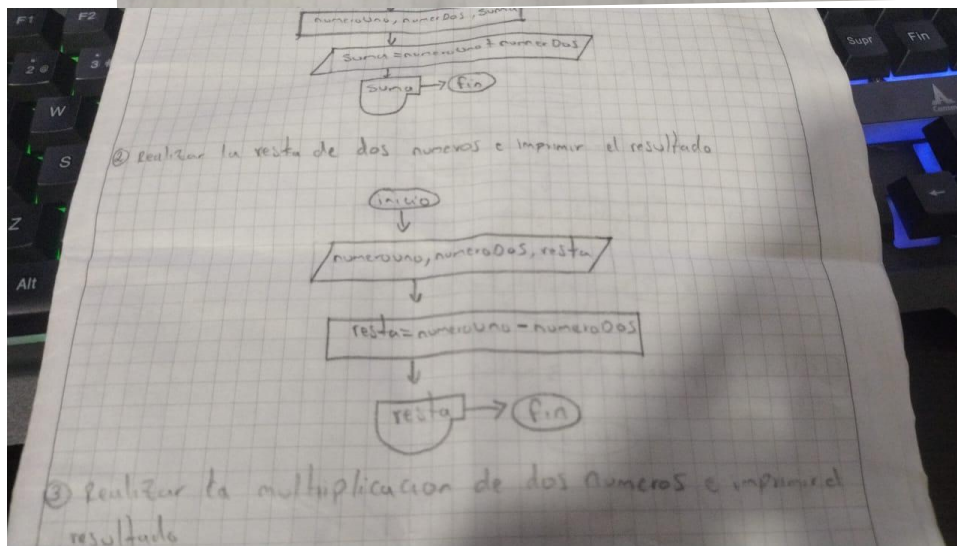 F1
F2
2
3
W
S
Z
Alt
Supr
Fin
numeroUno, numeroDos, suma
Suma = numeroUno + numeroDos
suma
fin
② Realizar la resta de dos numeros e imprimir el resultado
inicio
numeroUno, numeroDos, resta
resta = numeroUno - numeroDos
resta
fin
③ Realizar la multiplicacion de dos numeros e imprimir el
resultado